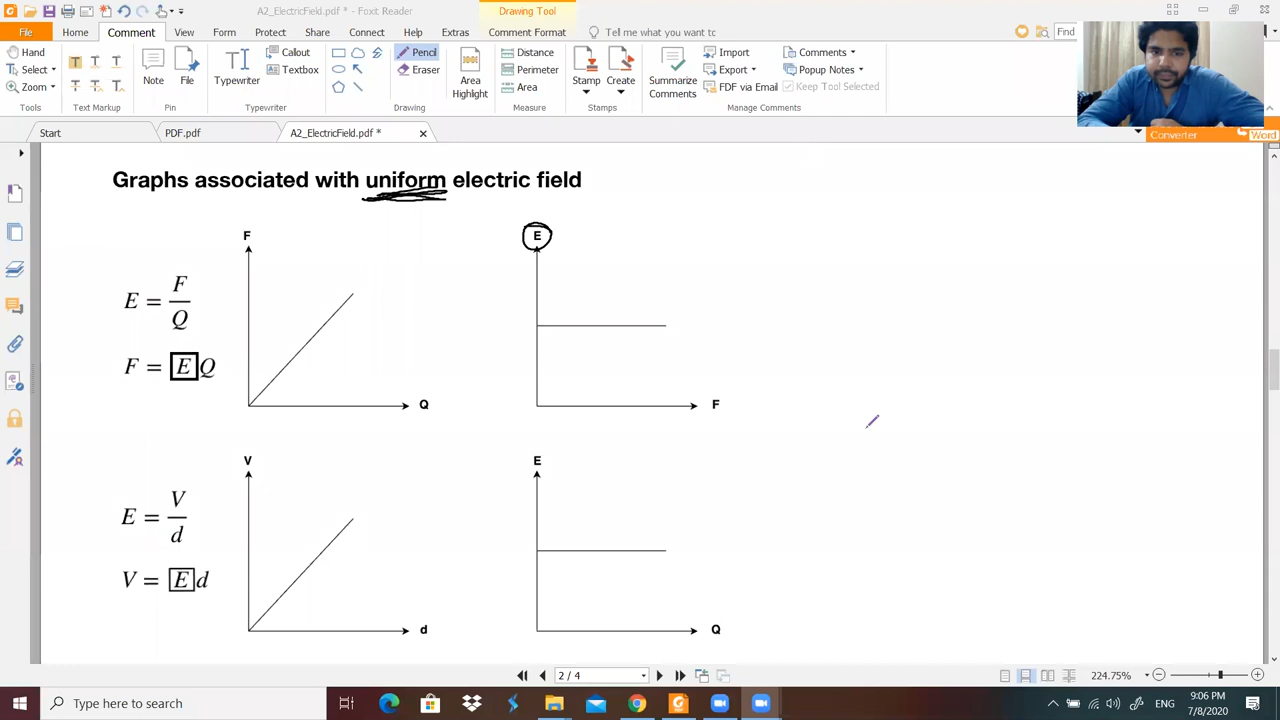 A2_ElectricField.pdf * - Foxit Reader
Drawing Tool
File Home Comment View Form Protect Share Connect Help Extras Comment Format Tell me what you want tc Find
Hand
Select
Zoom
Tools
Text Markup
Note
File
Pin
Typewriter
Callout
Textbox
Typewriter
Pencil
Eraser
Drawing
Area Highlight
Distance
Perimeter
Area
Measure
Stamp
Create
Stamps
Summarize Comments
Import
Export
FDF via Email
Comments
Popup Notes
Keep Tool Selected
Manage Comments
Start PDF.pdf A2_ElectricField.pdf * Converter Word
Graphs associated with uniform electric field
F
E = F/Q
F = E Q
Q
E
F
V
E = V/d
V = E d
d
E
Q
2 / 4 224.75%
Type here to search
ENG
9:06 PM
7/8/2020